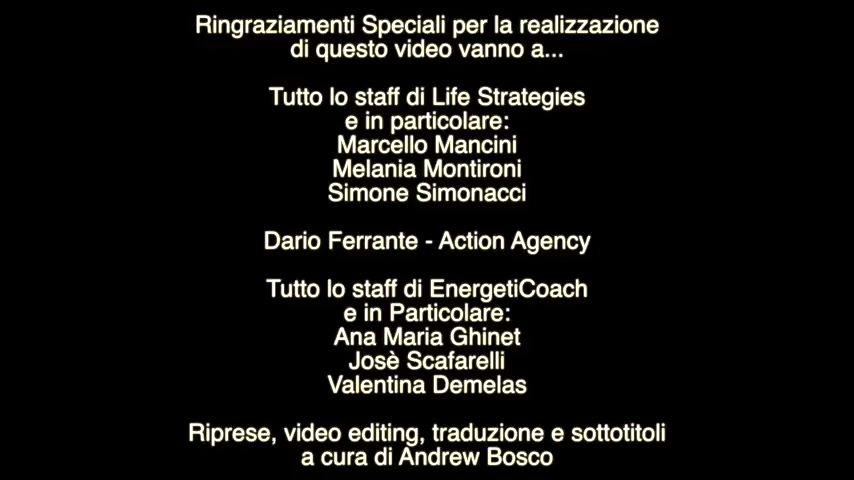 Ringraziamenti Speciali per la realizzazione
di questo video vanno a...
Tutto lo staff di Life Strategies
e in particolare:
Marcello Mancini
Melania Montironi
Simone Simonacci
Dario Ferrante - Action Agency
Tutto lo staff di EnergetiCoach
e in Particolare:
Ana Maria Ghinet
Josè Scafarelli
Valentina Demelas
Riprese, video editing, traduzione e sottotitoli
a cura di Andrew Bosco